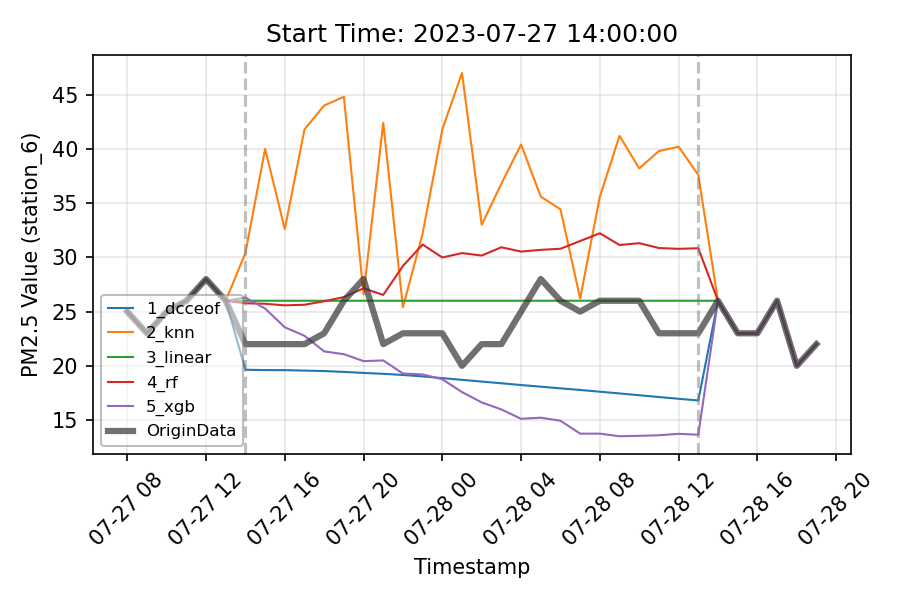 Start Time: 2023-07-27 14:00:00
PM2.5 Value (station_6)
45
40
35
30
25
20
15
1_dcceof
2_knn
3_linear
4_rf
5_xgb
OriginData
07-27 08
07-27 12
07-27 16
07-27 20
07-28 00
07-28 04
07-28 08
07-28 12
07-28 16
07-28 20
Timestamp